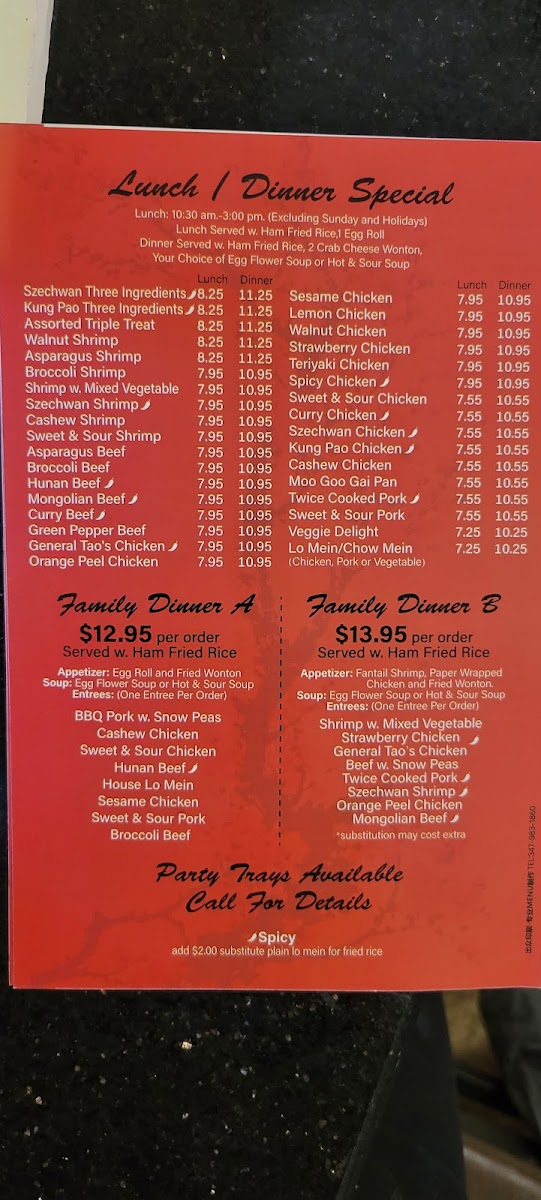 Lunch / Dinner Special
Lunch: 10:30 am.-3:00 pm. (Excluding Sunday and Holidays)
Lunch Served w. Ham Fried Rice,1 Egg Roll
Dinner Served w. Ham Fried Rice, 2 Crab Cheese Wonton,
Your Choice of Egg Flower Soup or Hot & Sour Soup
Lunch Dinner
Szechwan Three Ingredients 8.25 11.25
Kung Pao Three Ingredients 8.25 11.25
Assorted Triple Treat 8.25 11.25
Walnut Shrimp 8.25 11.25
Asparagus Shrimp 8.25 11.25
Broccoli Shrimp 7.95 10.95
Shrimp w. Mixed Vegetable 7.95 10.95
Szechwan Shrimp 7.95 10.95
Cashew Shrimp 7.95 10.95
Sweet & Sour Shrimp 7.95 10.95
Asparagus Beef 7.95 10.95
Broccoli Beef 7.95 10.95
Hunan Beef 7.95 10.95
Mongolian Beef 7.95 10.95
Curry Beef 7.95 10.95
Green Pepper Beef 7.95 10.95
General Tao's Chicken 7.95 10.95
Orange Peel Chicken 7.95 10.95
Lunch Dinner
Sesame Chicken 7.95 10.95
Lemon Chicken 7.95 10.95
Walnut Chicken 7.95 10.95
Strawberry Chicken 7.95 10.95
Teriyaki Chicken 7.95 10.95
Spicy Chicken 7.95 10.95
Sweet & Sour Chicken 7.55 10.55
Curry Chicken 7.55 10.55
Szechwan Chicken 7.55 10.55
Kung Pao Chicken 7.55 10.55
Cashew Chicken 7.55 10.55
Moo Goo Gai Pan 7.55 10.55
Twice Cooked Pork 7.55 10.55
Sweet & Sour Pork 7.55 10.55
Veggie Delight 7.25 10.25
Lo Mein/Chow Mein 7.25 10.25
(Chicken, Pork or Vegetable)
Family Dinner A
$12.95 per order
Served w. Ham Fried Rice
Appetizer: Egg Roll and Fried Wonton
Soup: Egg Flower Soup or Hot & Sour Soup
Entrees: (One Entree Per Order)
BBQ Pork w. Snow Peas
Cashew Chicken
Sweet & Sour Chicken
Hunan Beef
House Lo Mein
Sesame Chicken
Sweet & Sour Pork
Broccoli Beef
Family Dinner B
$13.95 per order
Served w. Ham Fried Rice
Appetizer: Fantail Shrimp, Paper Wrapped
Chicken and Fried Wonton.
Soup: Egg Flower Soup or Hot & Sour Soup
Entrees: (One Entree Per Order)
Shrimp w. Mixed Vegetable
Strawberry Chicken
General Tao's Chicken
Beef w. Snow Peas
Twice Cooked Pork
Szechwan Shrimp
Orange Peel Chicken
Mongolian Beef
*substitution may cost extra
Party Trays Available
Call For Details
Spicy
add $2.00 substitute plain lo mein for fried rice
出众印刷 专业MENU制作 TEL:347-983-1860